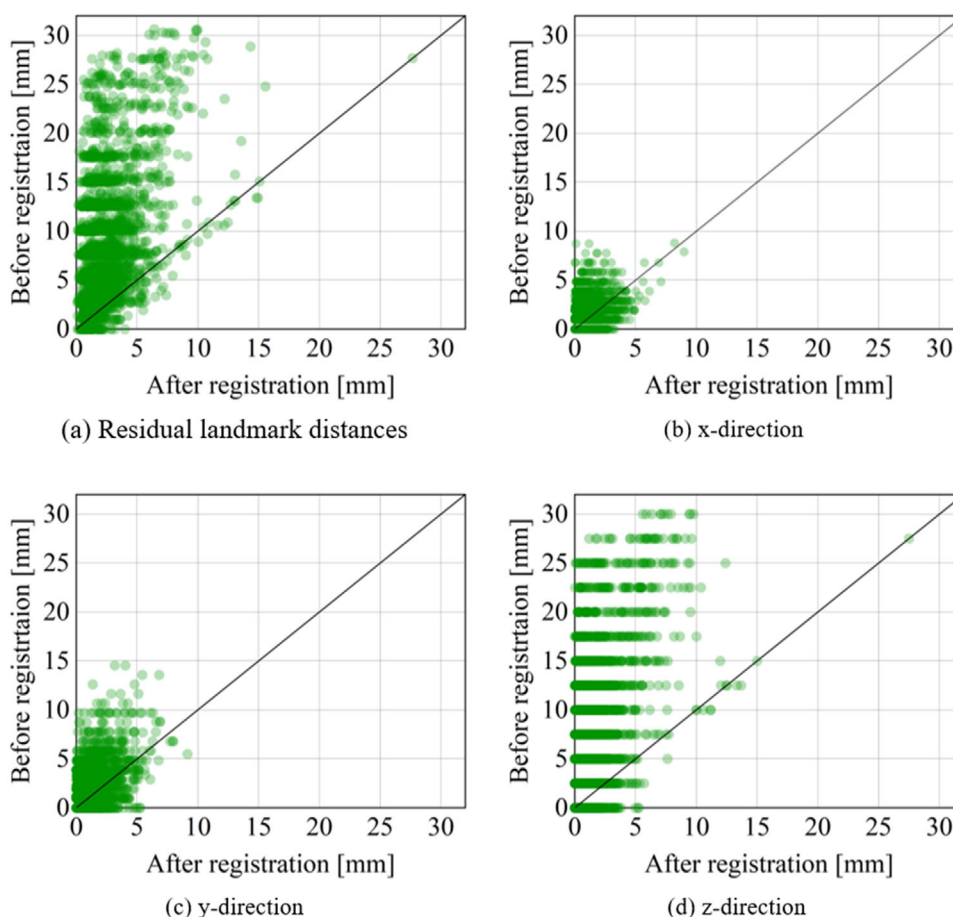 30
25
20
15
10
5
0
Before registrtaion [mm]
0 5 10 15 20 25 30
After registration [mm]
(a) Residual landmark distances
30
25
20
15
10
5
0
Before registrtaion [mm]
0 5 10 15 20 25 30
After registration [mm]
(b) x-direction
30
25
20
15
10
5
0
Before registrtaion [mm]
0 5 10 15 20 25 30
After registration [mm]
(c) y-direction
30
25
20
15
10
5
0
Before registrtaion [mm]
0 5 10 15 20 25 30
After registration [mm]
(d) z-direction